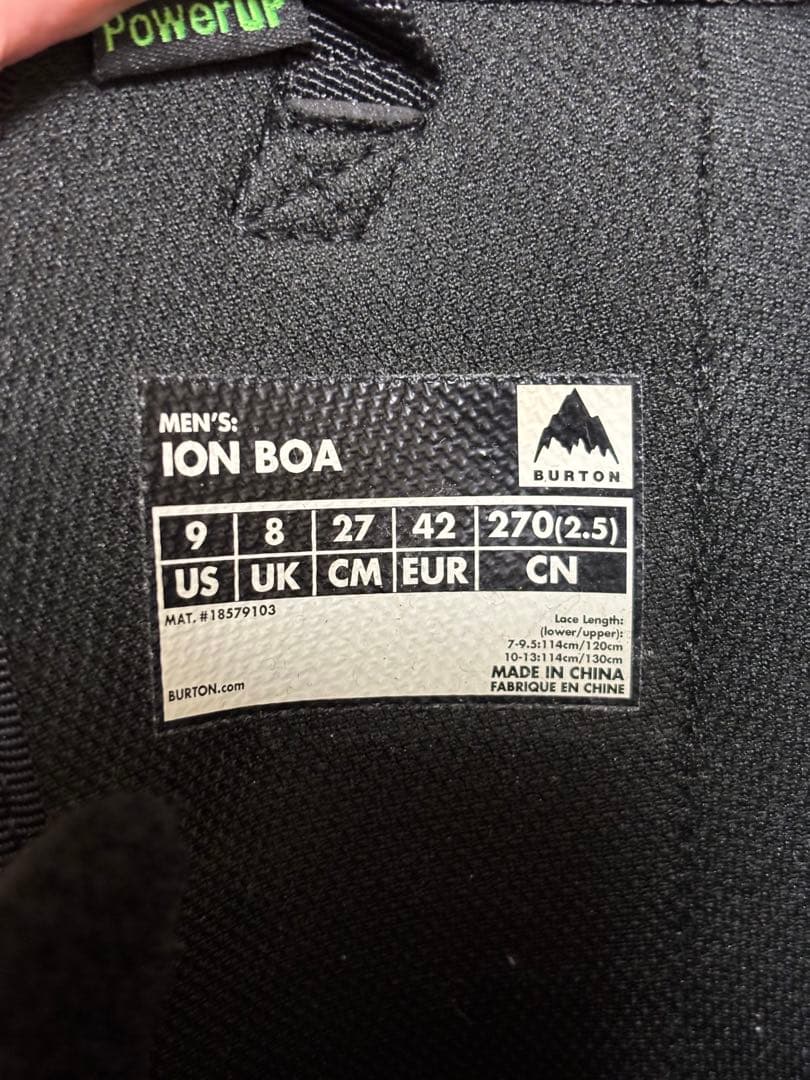 PowerUP
MEN'S:
ION BOA
BURTON
9 8 27 42 270(2.5)
US UK CM EUR CN
MAT. #18579103
Lace Length:
(lower/upper):
7-9.5:114cm/120cm
10-13:114cm/130cm
MADE IN CHINA
FABRIQUE EN CHINE
BURTON.com